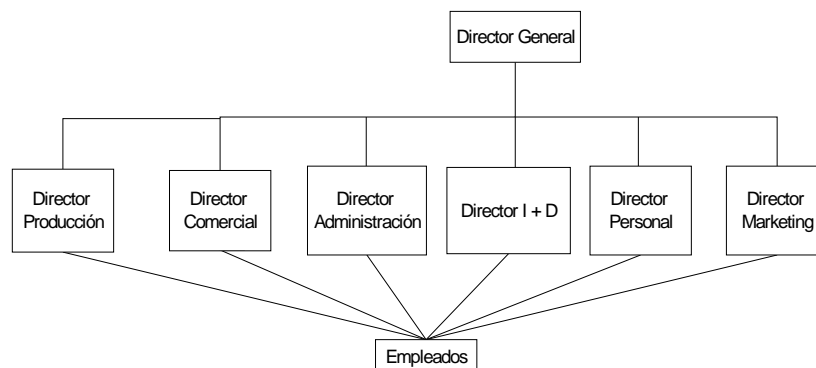 Director General
Director
Producción
Director
Comercial
Director
Administración
Director I + D
Director
Personal
Director
Marketing
Empleados